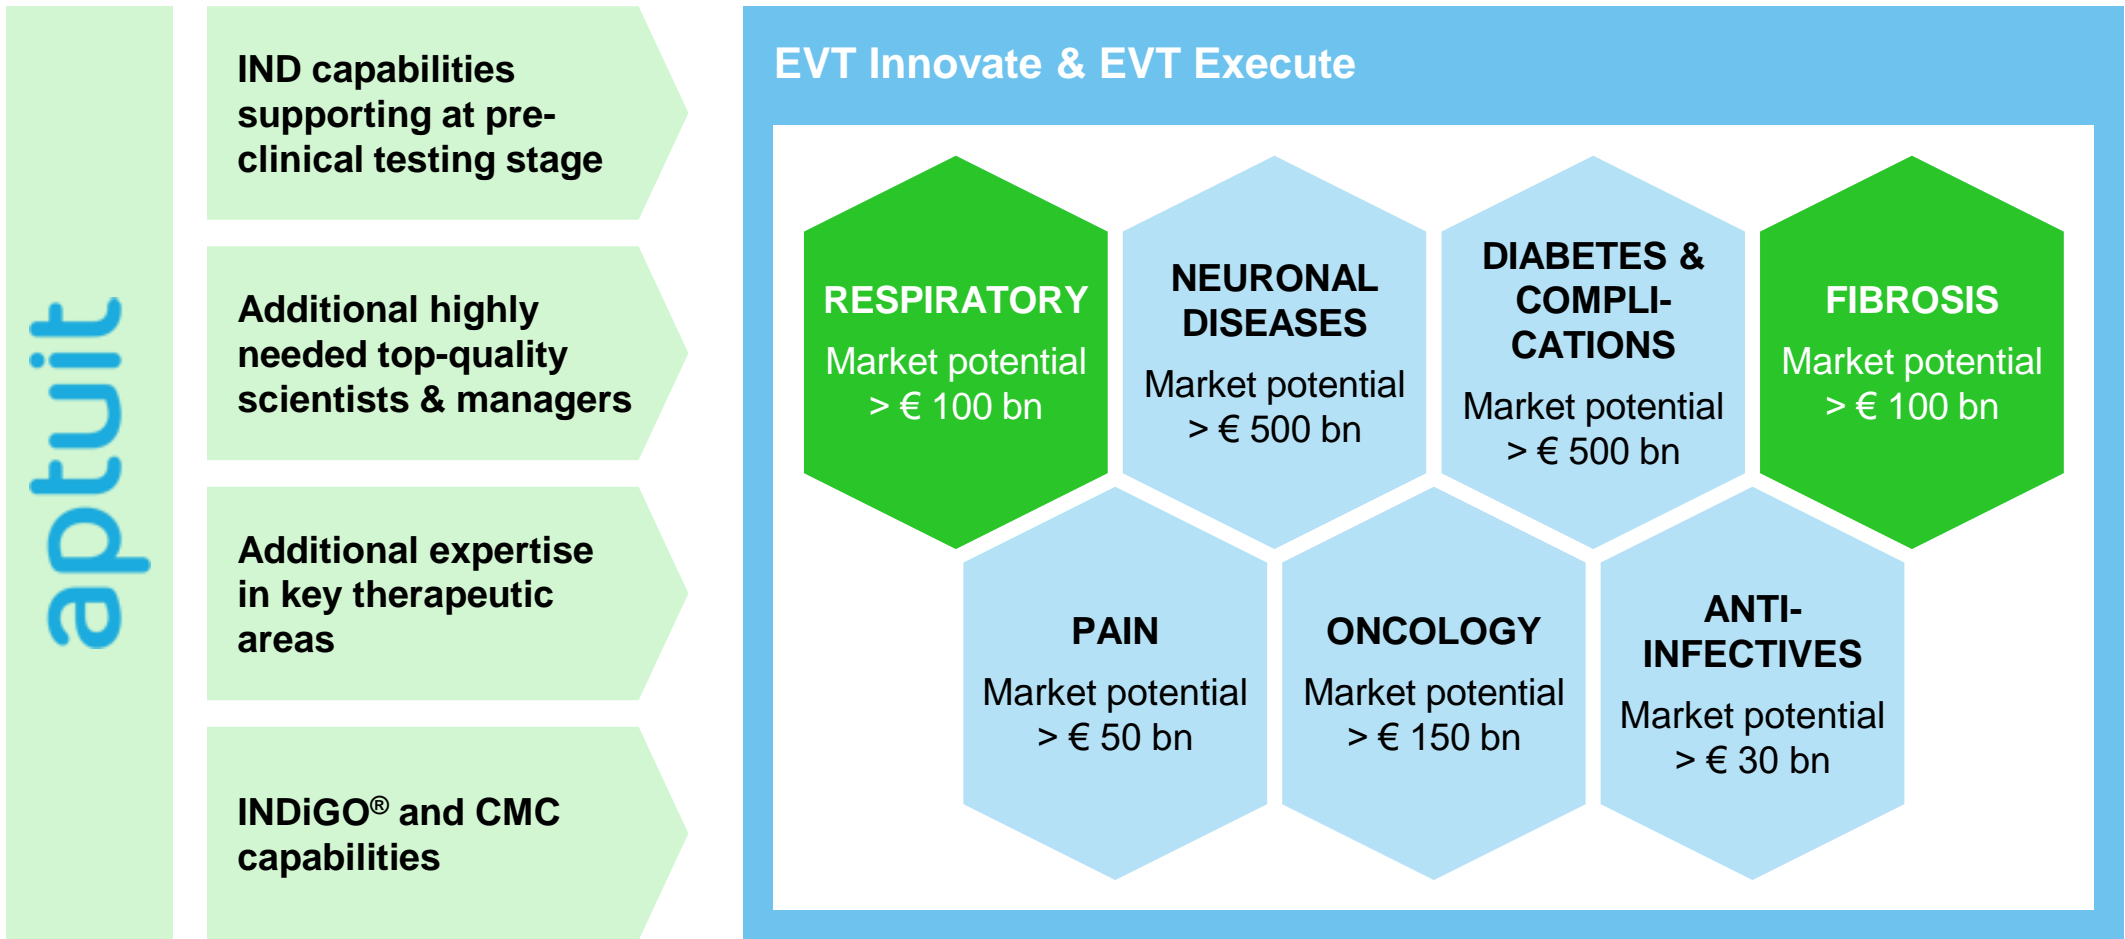 aptuit
IND capabilities
supporting at pre-
clinical testing stage
Additional highly
needed top-quality
scientists & managers
Additional expertise
in key therapeutic
areas
INDiGO® and CMC
capabilities
EVT Innovate & EVT Execute
RESPIRATORY
Market potential
> € 100 bn
NEURONAL
DISEASES
Market potential
> € 500 bn
DIABETES &
COMPLI-
CATIONS
Market potential
> € 500 bn
FIBROSIS
Market potential
> € 100 bn
PAIN
Market potential
> € 50 bn
ONCOLOGY
Market potential
> € 150 bn
ANTI-
INFECTIVES
Market potential
> € 30 bn